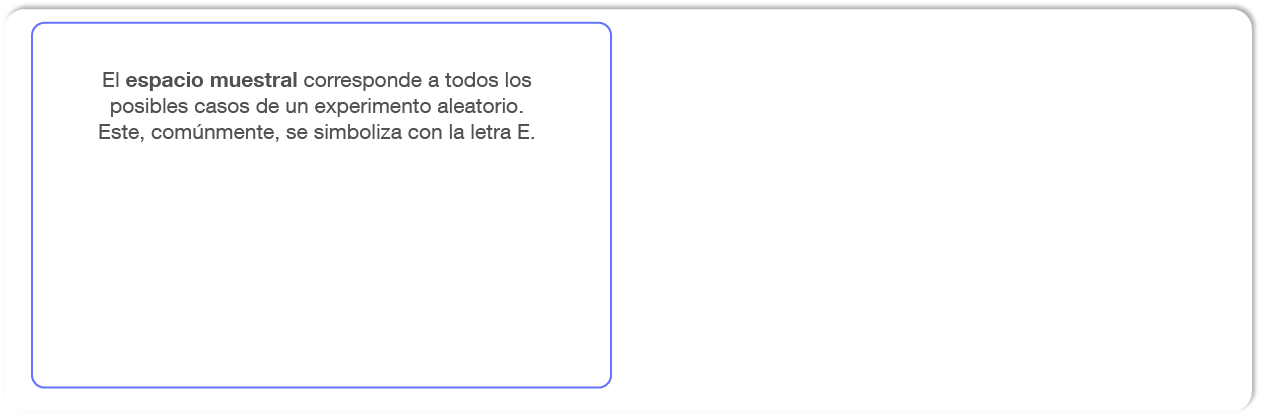 El espacio muestral corresponde a todos los
posibles casos de un experimento aleatorio.
Este, comúnmente, se simboliza con la letra E.